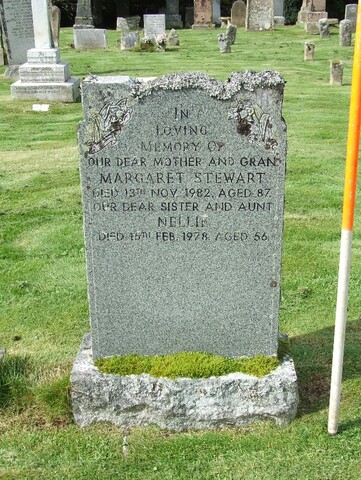 IN
LOVING
MEMORY OF
OUR DEAR MOTHER AND GRAN
MARGARET STEWART
DIED 13TH NOV. 1982, AGED 87.
OUR DEAR SISTER AND AUNT
NELLIE
DIED 15TH FEB. 1978, AGED 56.